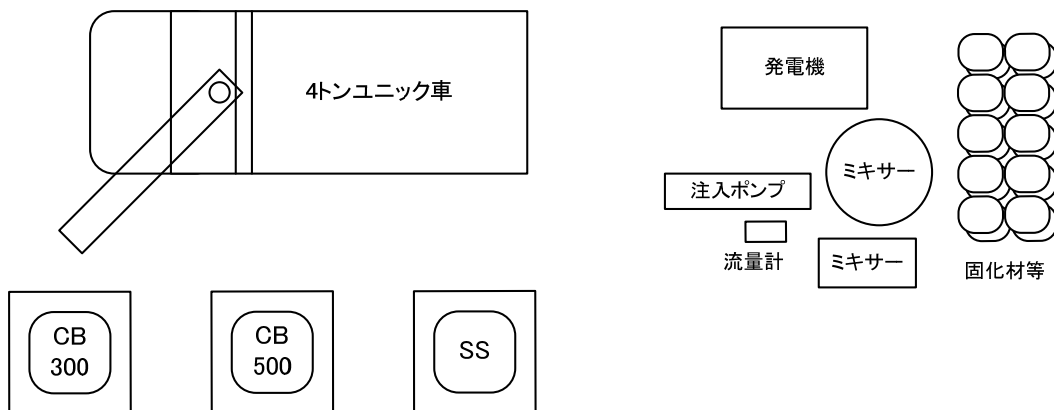 4トンユニック車
発電機
ミキサー
注入ポンプ
流量計
ミキサー
固化材等
CB
300
CB
500
SS